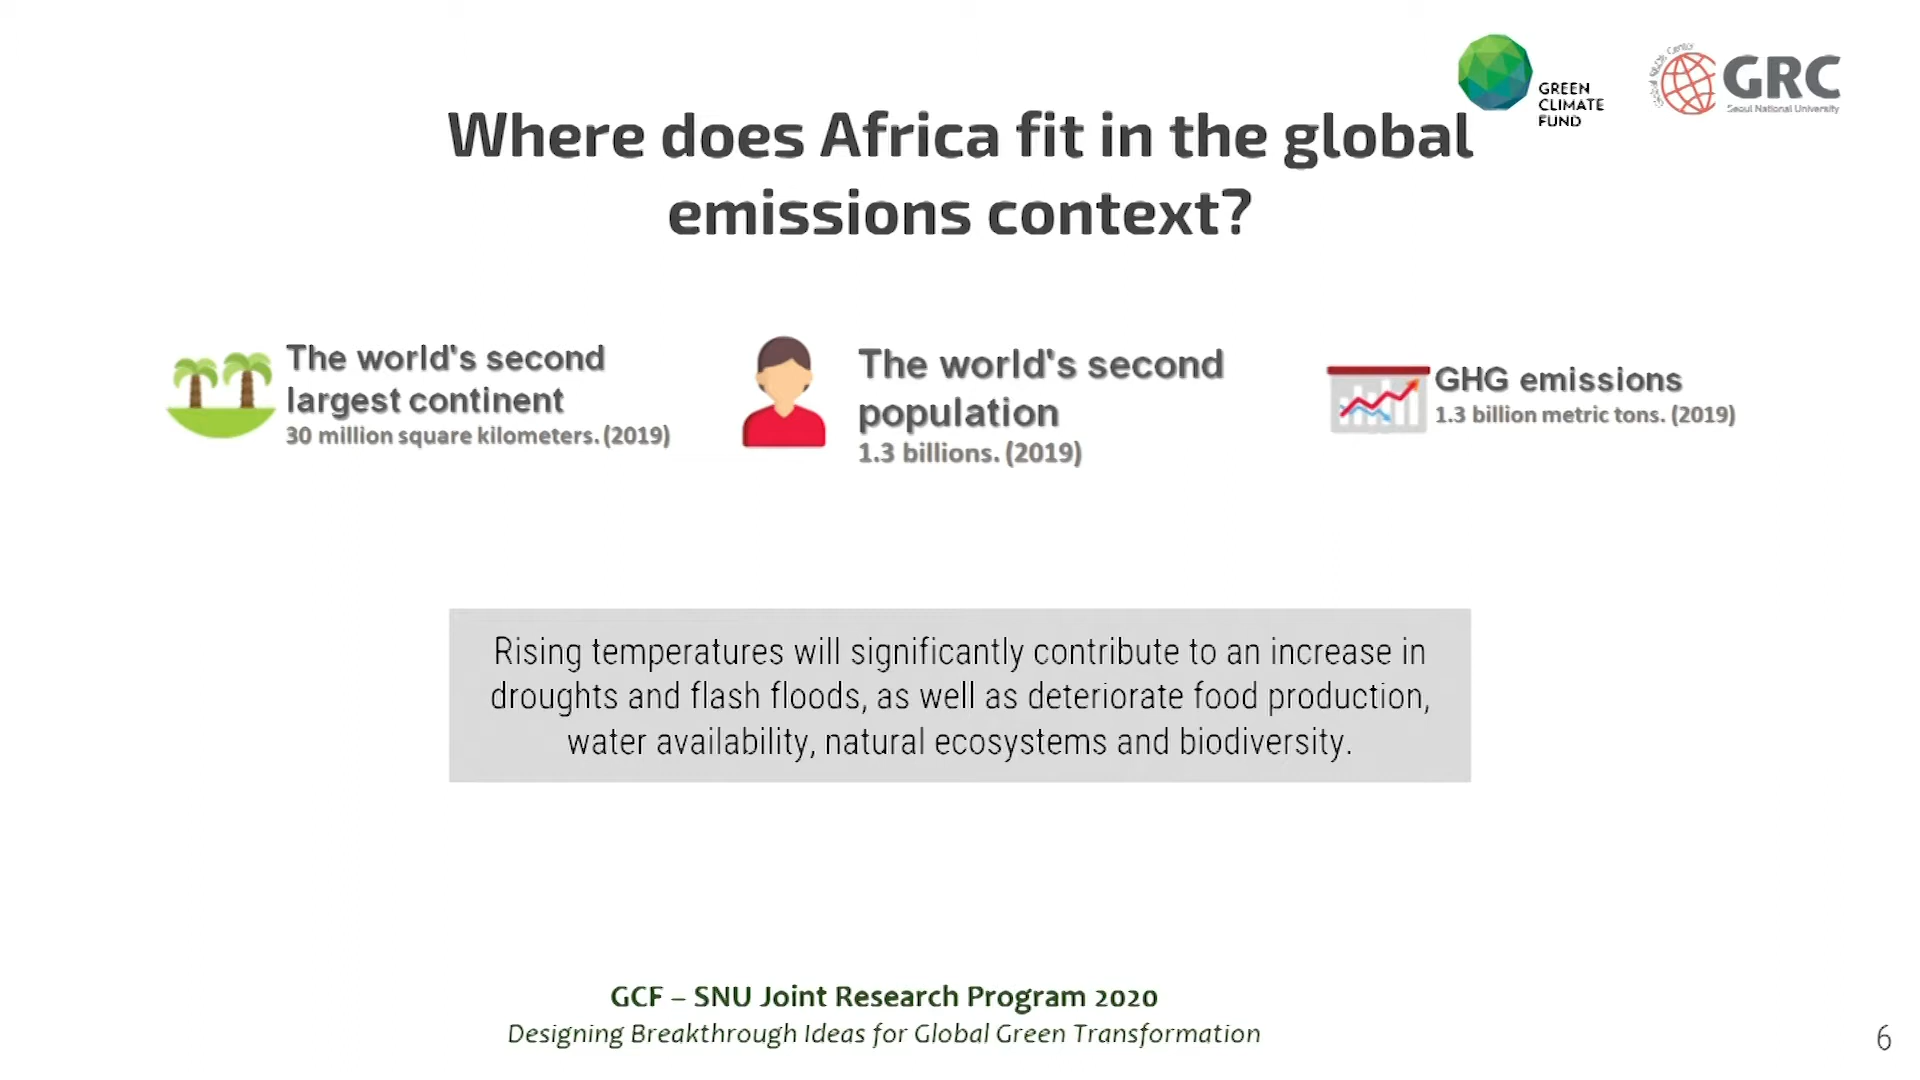 GREEN
CLIMATE
FUND
GRC
Seoul National University
Where does Africa fit in the global
emissions context?
The world's second
largest continent
30 million square kilometers. (2019)
The world's second
population
1.3 billions. (2019)
GHG emissions
1.3 billion metric tons. (2019)
Rising temperatures will significantly contribute to an increase in
droughts and flash floods, as well as deteriorate food production,
water availability, natural ecosystems and biodiversity.
GCF – SNU Joint Research Program 2020
Designing Breakthrough Ideas for Global Green Transformation
6